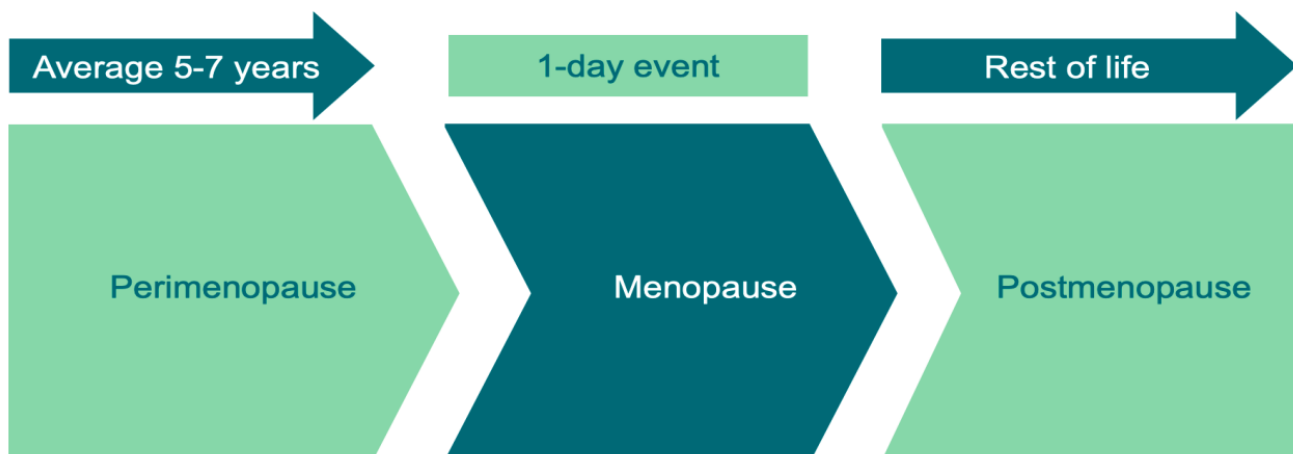 Average 5-7 years
1-day event
Rest of life
Perimenopause
Menopause
Postmenopause